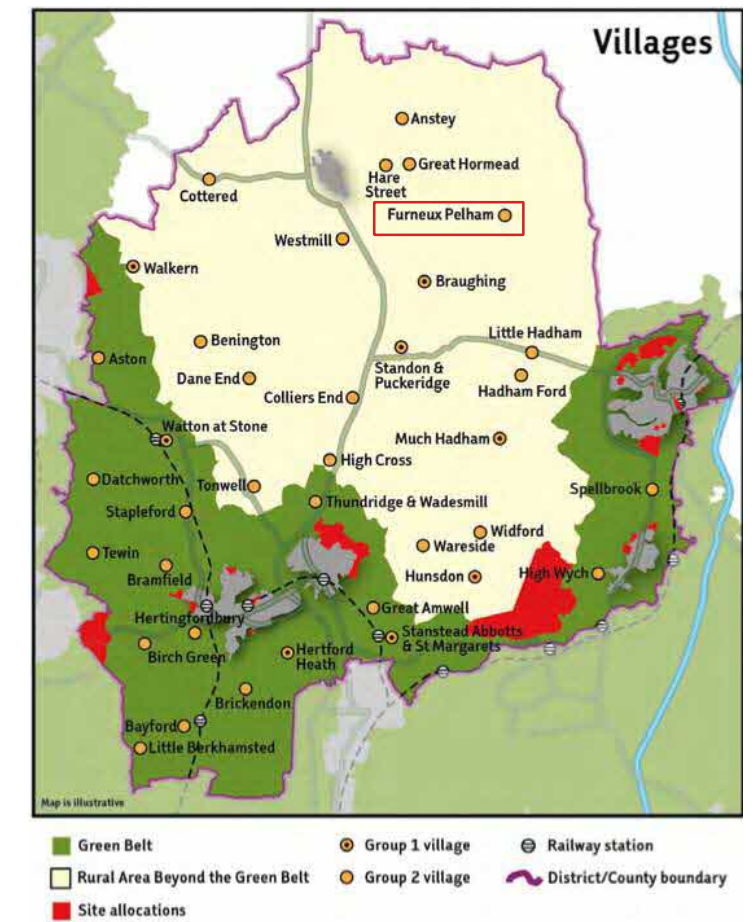 Villages
Anstey
Great Hormead
Hare
Street
Cottered
Furneux Pelham
Westmill
Walkern
Braughing
Little Hadham
Benington
Aston
Standon &
Puckeridge
Dane End
Hadham Ford
Colliers End
Watton at Stone
Much Hadham
High Cross
Datchworth
Tonwell
Spellbrook
Thundridge & Wadesmill
Stapleford
Widford
Wareside
Tewin
Bramfield
Hunsdon
High Wych
Great Amwell
Hertingfordbury
Stanstead Abbotts
& St Margarets
Birch Green
Hertford
Heath
Brickendon
Bayford
Little Berkhamsted
Map is illustrative
Green Belt
Group 1 village
Railway station
Rural Area Beyond the Green Belt
Group 2 village
District/County boundary
Site allocations